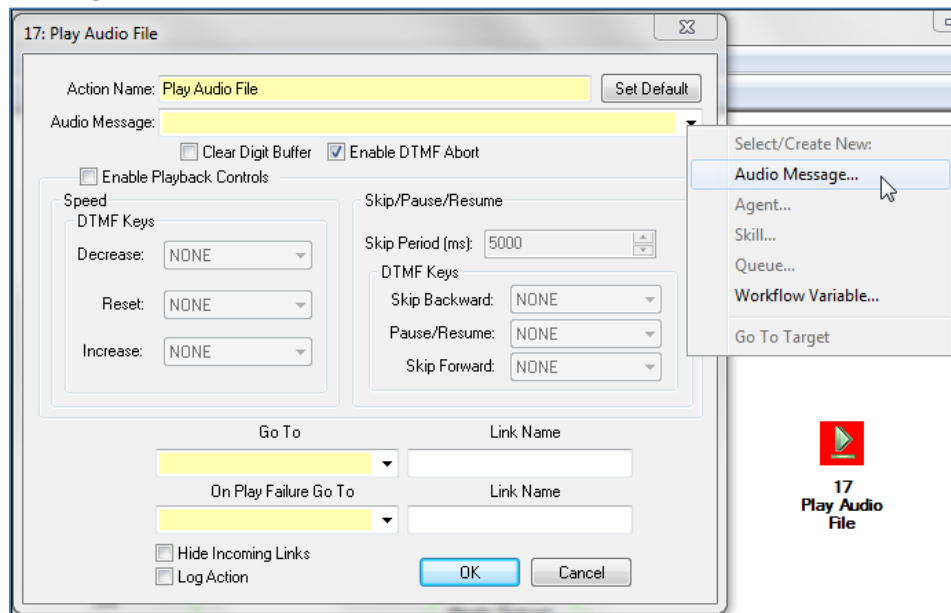 17: Play Audio File
Action Name: Play Audio File Set Default
Audio Message:
Clear Digit Buffer Enable DTMF Abort
Enable Playback Controls
Speed
DTMF Keys
Decrease: NONE
Reset: NONE
Increase: NONE
Skip/Pause/Resume
Skip Period (ms): 5000
DTMF Keys
Skip Backward: NONE
Pause/Resume: NONE
Skip Forward: NONE
Go To Link Name
On Play Failure Go To Link Name
Hide Incoming Links
Log Action
OK Cancel
Select/Create New:
Audio Message...
Agent...
Skill...
Queue...
Workflow Variable...
Go To Target
17
Play Audio
File